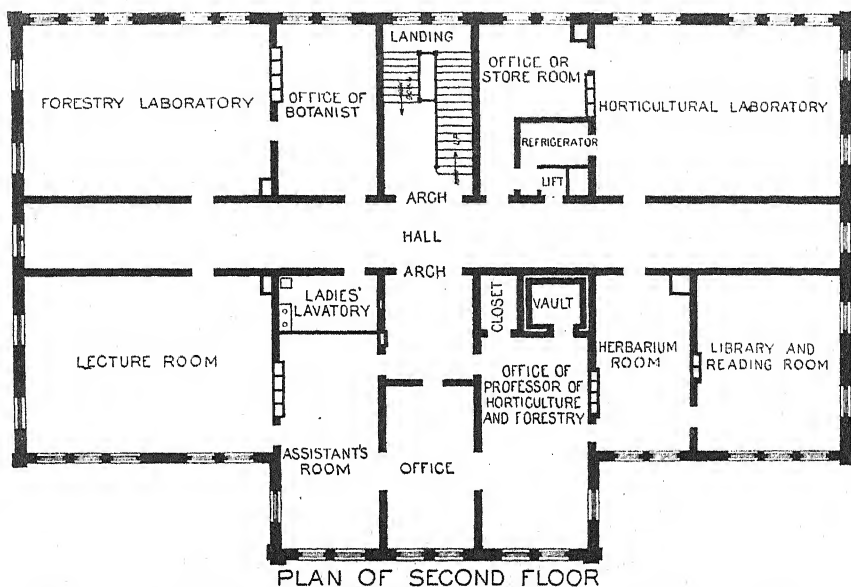 LANDING
FORESTRY LABORATORY
OFFICE OF
BOTANIST
OFFICE OR
STORE ROOM
HORTICULTURAL LABORATORY
REFRIGERATOR
UP
LIFT
ARCH
HALL
ARCH
LADIES'
LAVATORY
CLOSET
VAULT
LECTURE ROOM
OFFICE OF
PROFESSOR OF
HORTICULTURE
AND FORESTRY
HERBARIUM
ROOM
LIBRARY AND
READING ROOM
ASSISTANT'S
ROOM
OFFICE
PLAN OF SECOND FLOOR